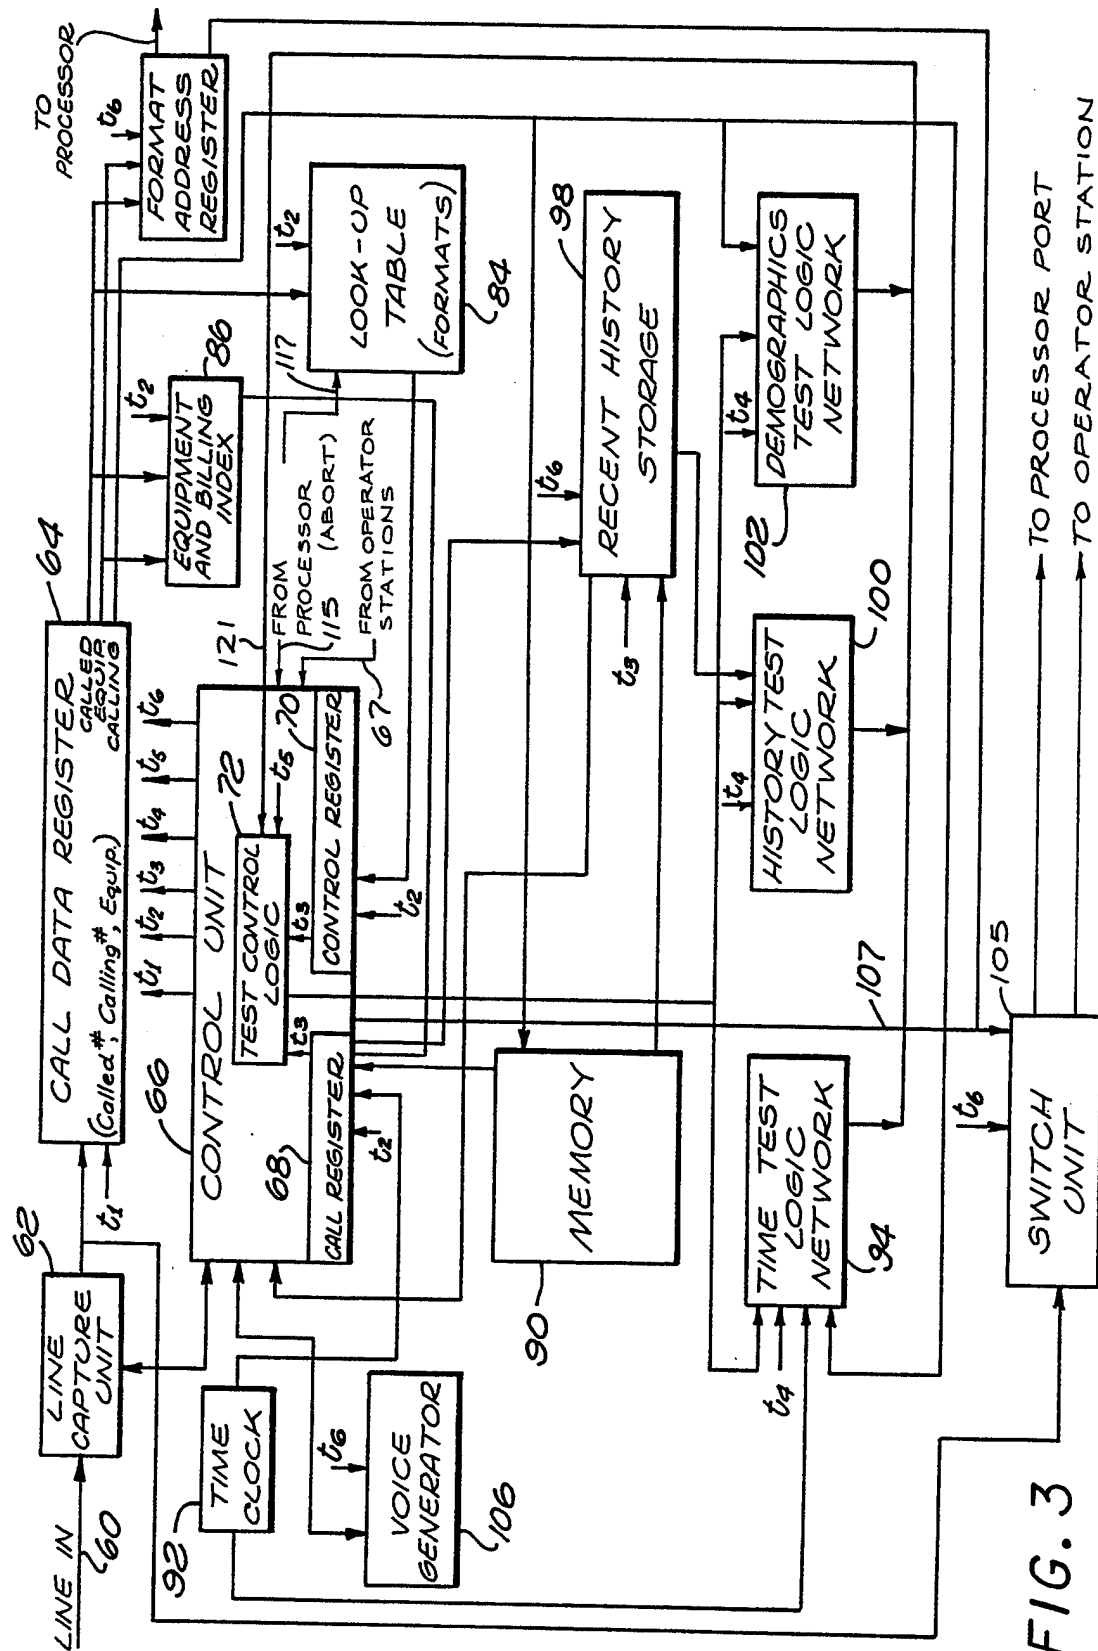 LINE IN
60
62
LINE
CAPTURE
UNIT
t1
64
CALL DATA REGISTER
(Called#, Calling#, Equip.)
CALLED
EQUIP.
CALLING
TO
PROCESSOR
t6
FORMAT
ADDRESS
REGISTER
86
t2
EQUIPMENT
AND BILLING
INDEX
t2
LOOK-UP
TABLE
(FORMATS)
84
117
66
t1
t2
t3
t4
t5
t6
CONTROL UNIT
72
TEST CONTROL
LOGIC
t5
t3
t3
68
CALL REGISTER
70
CONTROL REGISTER
t2
t2
121
FROM
PROCESSOR
115 (ABORT)
FROM OPERATOR
STATIONS
67
92
TIME
CLOCK
t6
VOICE
GENERATOR
106
MEMORY
90
98
t6
RECENT HISTORY
STORAGE
t3
t4
TIME TEST
LOGIC
NETWORK
94
t4
HISTORY TEST
LOGIC
NETWORK
100
t4
DEMOGRAPHICS
TEST LOGIC
NETWORK
102
107
105
t6
SWITCH
UNIT
TO PROCESSOR PORT
TO OPERATOR STATION
FIG. 3